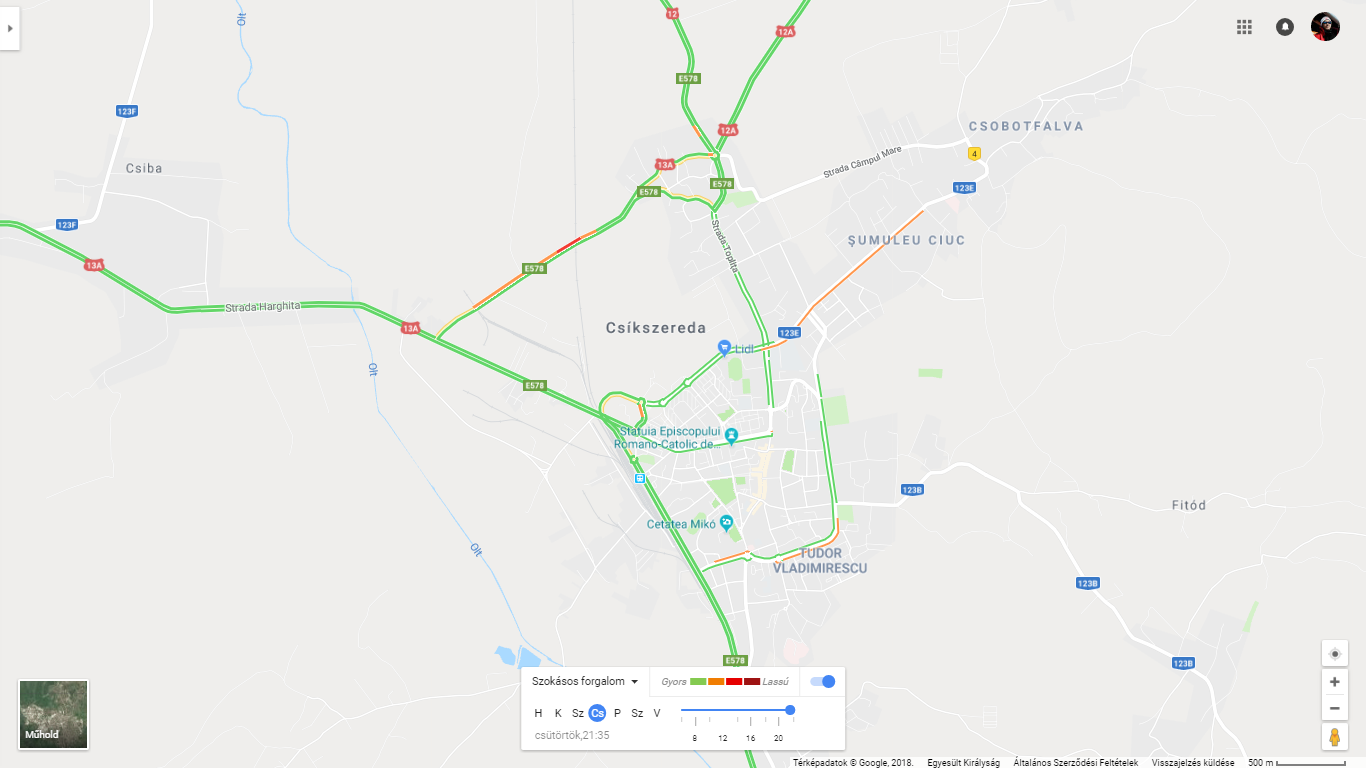 12
Olt
12A
E578
123F
12A
CSOBOTFALVA
Strada Câmpul Mare
4
13A
Csiba
E578
E578
123E
123F
Strada Toplița
ȘUMULEU CIUC
13A
E578
Strada Harghita
13A
Csíkszereda
123E
Lidl
Olt
E578
Statuia Episcopului
Romano-Catolic de...
123B
Fitód
Cetatea Mikó
Olt
TUDOR
VLADIMIRESCU
123B
E578
123B
Műhold
Szokásos forgalom
Gyors
Lassú
H K Sz Cs P Sz V
csütörtök,21:35
8 12 16 20
Térképadatok © Google, 2018. Egyesült Királyság Általános Szerződési Feltételek Visszajelzés küldése 500 m